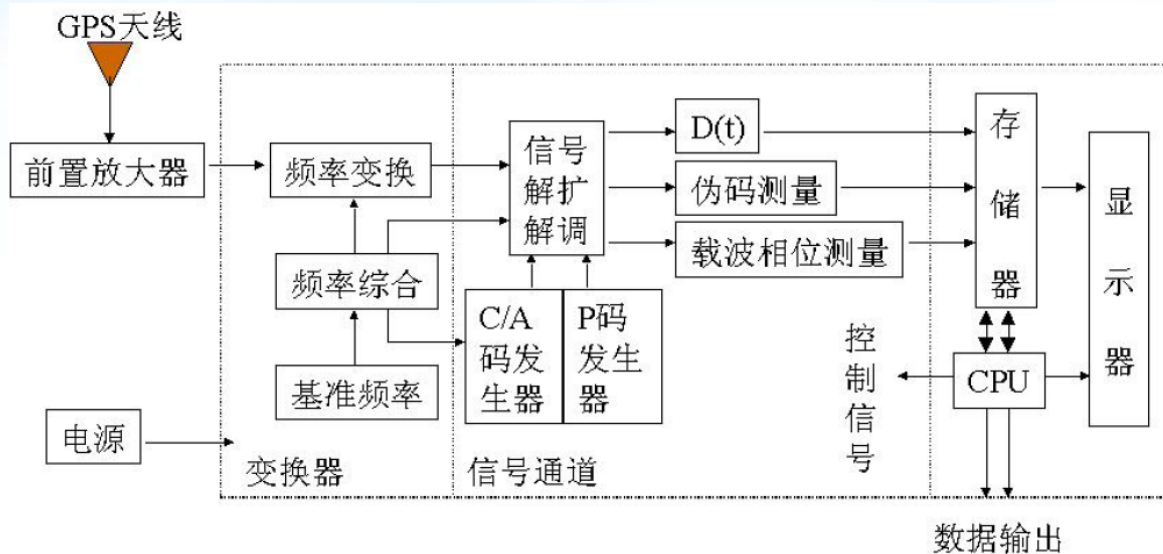 GPS天线
前置放大器
频率变换
信号
解扩
解调
D(t)
伪码测量
载波相位测量
存
储
器
显
示
器
频率综合
C/A
码发
生器
P码
发生
器
基准频率
控
制
信
号
CPU
电源
变换器
信号通道
数据输出